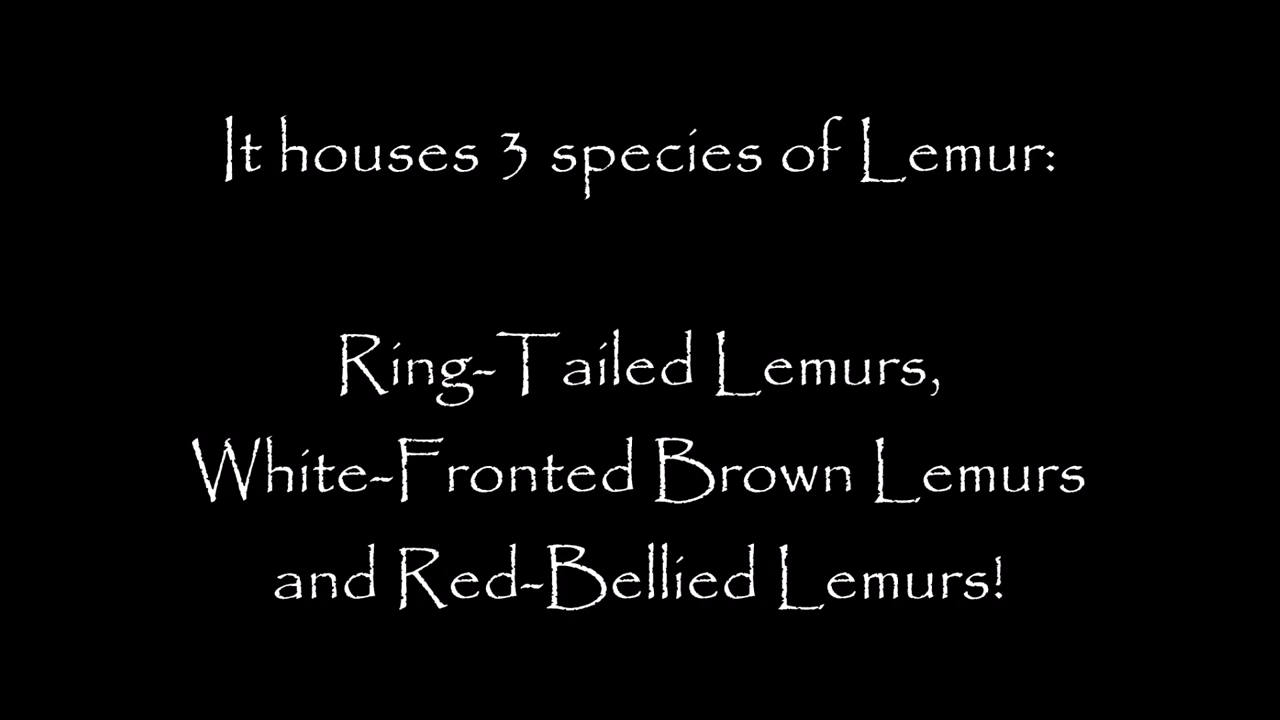 It houses 3 species of Lemur:
Ring-Tailed Lemurs,
White-Fronted Brown Lemurs
and Red-Bellied Lemurs!